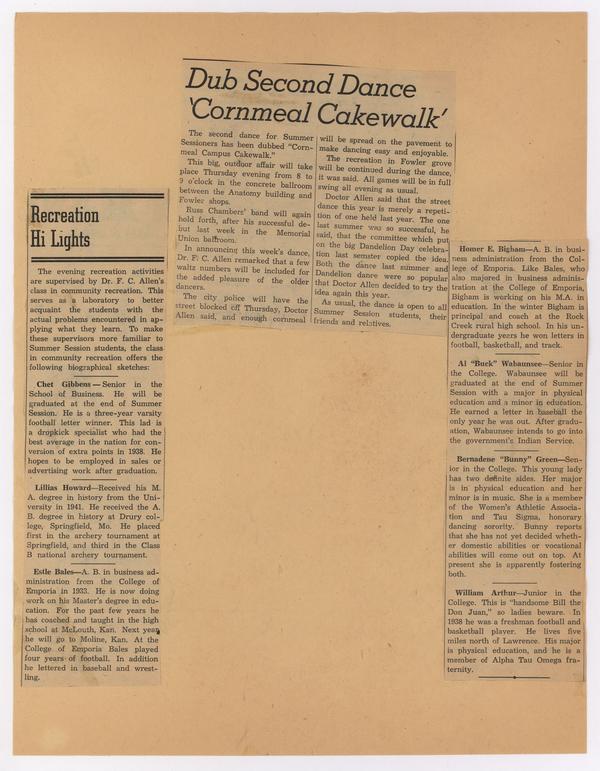 Dub Second Dance
'Cornmeal Cakewalk'
The second dance for Summer
Sessioners has been dubbed "Corn-
meal Campus Cakewalk."
This big, outdoor affair will take
place Thursday evening from 8 to
9 o'clock in the concrete ballroom
between the Anatomy building and
Fowler shops.
Russ Chambers' band will again
hold forth, after his successful de-
but last week in the Memorial
Union ballroom.
In announcing this week's dance,
Dr. F. C. Allen remarked that a few
waltz numbers will be included for
the added pleasure of the older
dancers.
The city police will have the
street blocked off Thursday, Doctor
Allen said, and enough cornmeal
will be spread on the pavement to
make dancing easy and enjoyable.
The recreation in Fowler grove
will be continued during the dance,
it was said. All games will be in full
swing all evening as usual.
Doctor Allen said that the street
dance this year is merely a repeti-
tion of one held last year. The one
last summer was so successful, he
said, that the committee which put
on the big Dandelion Day celebra-
tion last semster copied the idea.
Both the dance last summer and
Dandelion dance were so popular
that Doctor Allen decided to try the
idea again this year.
As usual, the dance is open to all
Summer Session students, their
friends and relatives.
Recreation
Hi Lights
The evening recreation activities
are supervised by Dr. F. C. Allen's
class in community recreation. This
serves as a laboratory to better
acquaint the students with the
actual problems encountered in ap-
plying what they learn. To make
these supervisors more familiar to
Summer Session students, the class
in community recreation offers the
following biographical sketches:
Chet Gibbens — Senior in the
School of Business. He will be
graduated at the end of Summer
Session. He is a three-year varsity
football letter winner. This lad is
a dropkick specialist who had the
best average in the nation for con-
version of extra points in 1938. He
hopes to be employed in sales or
advertising work after graduation.
Lillias Howard—Received his M.
A. degree in history from the Uni-
versity in 1941. He received the A.
B. degree in history at Drury col-
lege, Springfield, Mo. He placed
first in the archery tournament at
Springfield, and third in the Class
B national archery tournament.
Estle Bales—A. B. in business ad-
ministration from the College of
Emporia in 1933. He is now doing
work on his Master's degree in edu-
cation. For the past few years he
has coached and taught in the high
school at McLouth, Kan. Next year
he will go to Moline, Kan. At the
College of Emporia Bales played
four years of football. In addition
he lettered in baseball and wrest-
ling.
Homer E. Bigham—A. B. in busi-
ness administration from the Col-
lege of Emporia. Like Bales, who
also majored in business adminis-
tration at the College of Emporia,
Bigham is working on his M.A. in
education. In the winter Bigham is
principal and coach at the Rock
Creek rural high school. In his un-
dergraduate years he won letters in
football, basketball, and track.
Al "Buck" Wabaunsee—Senior in
the College. Wabaunsee will be
graduated at the end of Summer
Session with a major in physical
education and a minor in education.
He earned a letter in baseball the
only year he was out. After gradu-
ation, Wabaunsee intends to go into
the government's Indian Service.
Bernadene "Bunny" Green—Sen-
ior in the College. This young lady
has two definite sides. Her major
is in physical education and her
minor is in music. She is a member
of the Women's Athletic Associa-
tion and Tau Sigma, honorary
dancing sorority. Bunny reports
that she has not yet decided wheth-
er domestic abilities or vocational
abilities will come out on top. At
present she is apparently fostering
both.
William Arthur—Junior in the
College. This is "handsome Bill the
Don Juan," so ladies beware. In
1938 he was a freshman football and
basketball player. He lives five
miles north of Lawrence. His major
is physical education, and he is a
member of Alpha Tau Omega fra-
ternity.